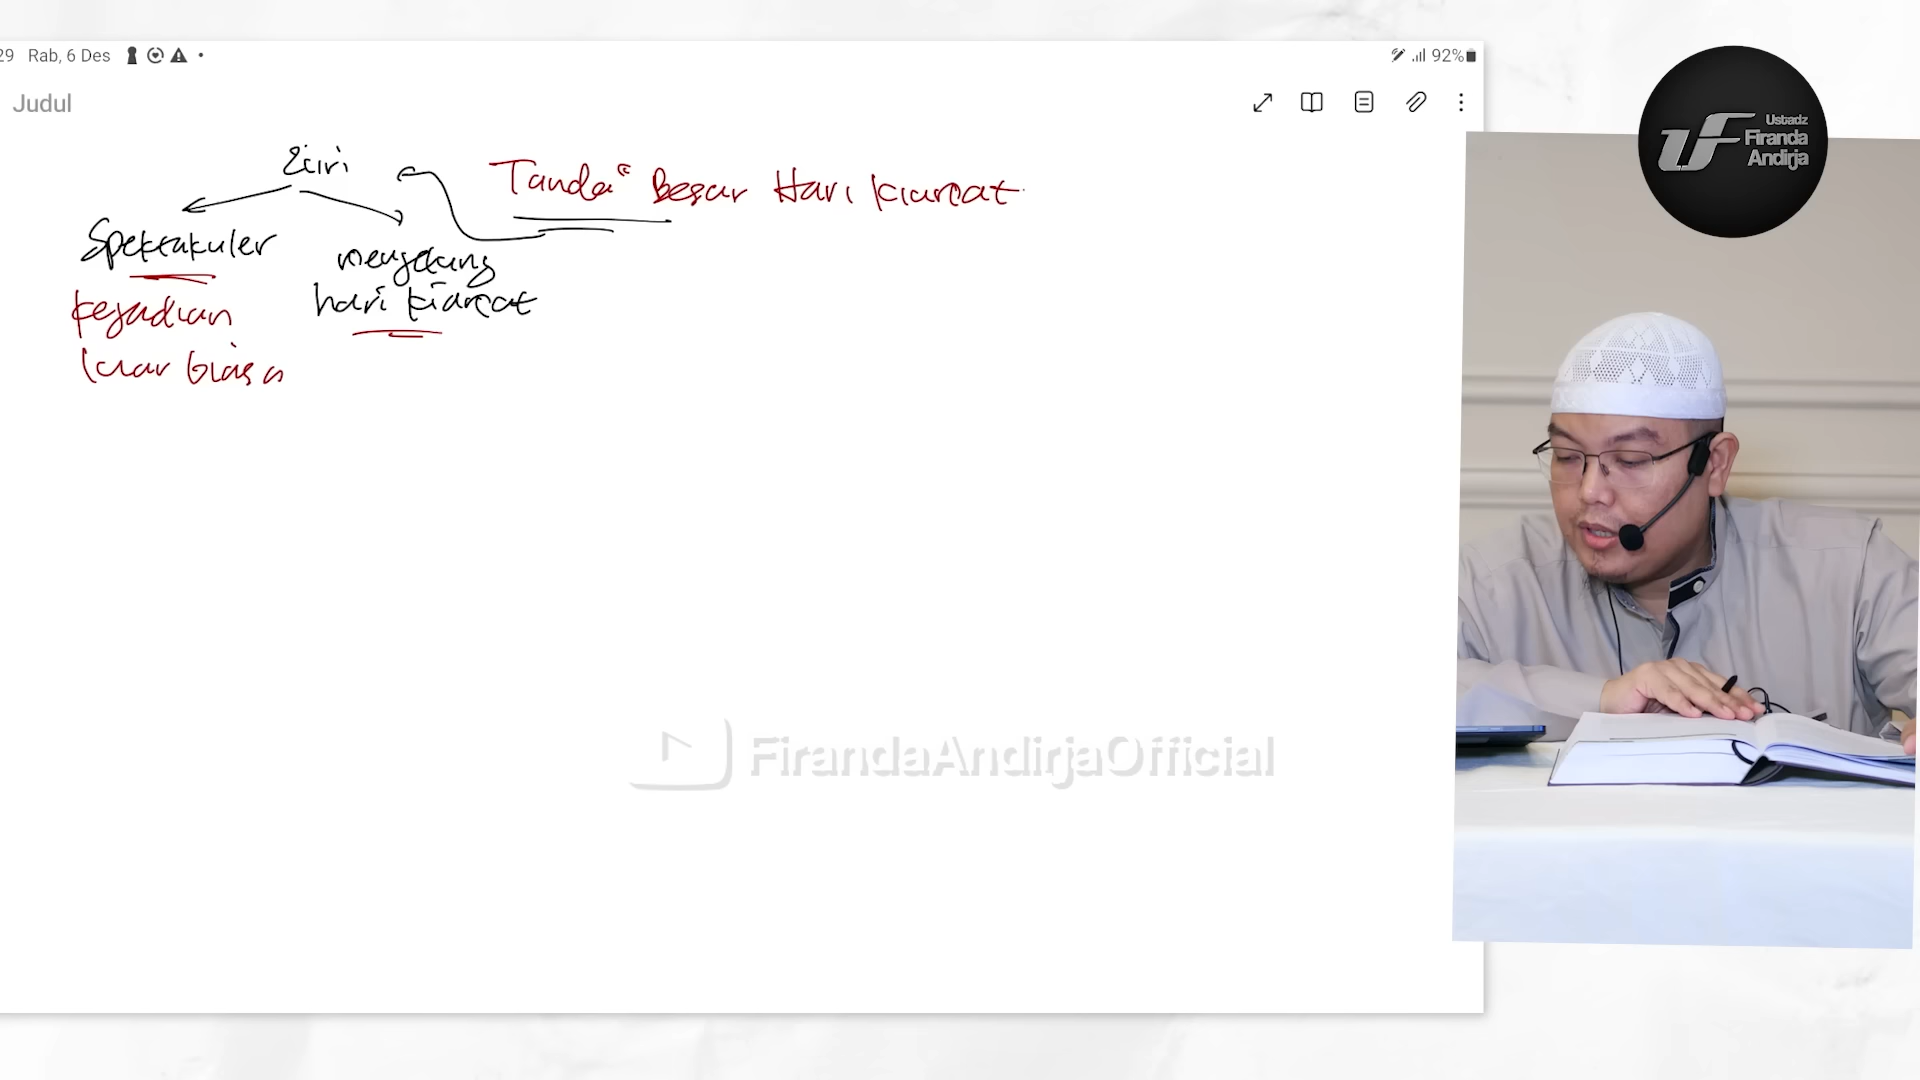 29 Rab, 6 Des
92%
Judul
2 ciri
Tanda² Besar Hari Kiamat
Spektakuler
menjelang
hari kiamat
kejadian
luar biasa
Ustadz
Firanda
Andirja
FirandaAndirjaOfficial